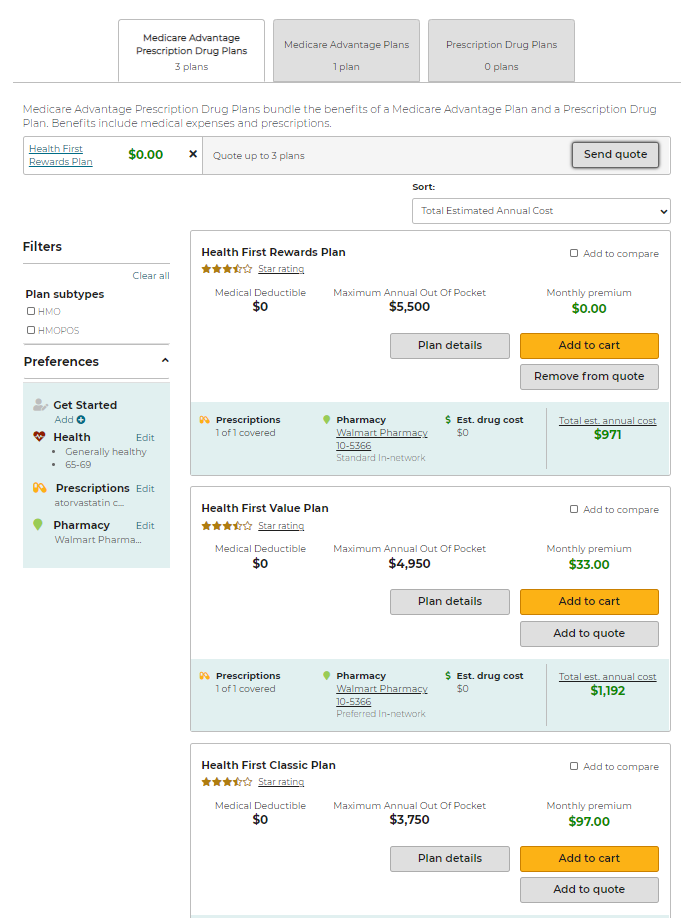 Medicare Advantage
Prescription Drug Plans
3 plans
Medicare Advantage Plans
1 plan
Prescription Drug Plans
0 plans
Medicare Advantage Prescription Drug Plans bundle the benefits of a Medicare Advantage Plan and a Prescription Drug
Plan. Benefits include medical expenses and prescriptions.
Health First
Rewards Plan
$0.00
×
Quote up to 3 plans
Send quote
Sort:
Total Estimated Annual Cost
Filters
Clear all
Plan subtypes
HMO
HMOPOS
Preferences
Get Started
Add
Health
Edit
• Generally healthy
• 65-69
Prescriptions
Edit
atorvastatin c...
Pharmacy
Edit
Walmart Pharma...
Health First Rewards Plan
Add to compare
Star rating
Medical Deductible
$0
Maximum Annual Out Of Pocket
$5,500
Monthly premium
$0.00
Plan details
Add to cart
Remove from quote
Prescriptions
1 of 1 covered
Pharmacy
Walmart Pharmacy
10-5366
Standard In-network
$ Est. drug cost
$0
Total est. annual cost
$971
Health First Value Plan
Add to compare
Star rating
Medical Deductible
$0
Maximum Annual Out Of Pocket
$4,950
Monthly premium
$33.00
Plan details
Add to cart
Add to quote
Prescriptions
1 of 1 covered
Pharmacy
Walmart Pharmacy
10-5366
Preferred In-network
$ Est. drug cost
$0
Total est. annual cost
$1,192
Health First Classic Plan
Add to compare
Star rating
Medical Deductible
$0
Maximum Annual Out Of Pocket
$3,750
Monthly premium
$97.00
Plan details
Add to cart
Add to quote